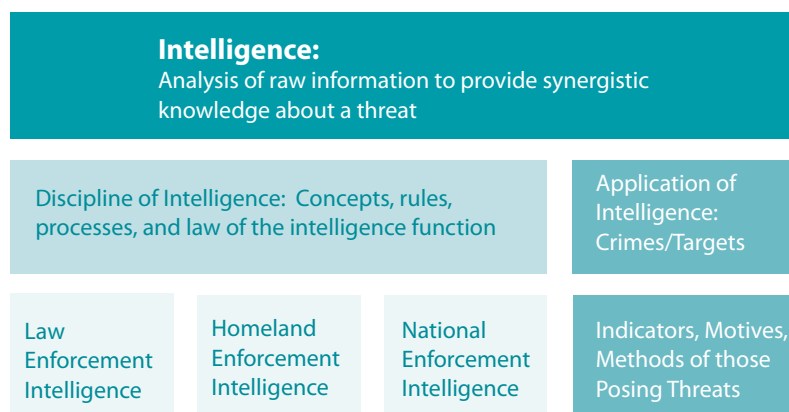 Intelligence:
Analysis of raw information to provide synergistic
knowledge about a threat
Discipline of Intelligence: Concepts, rules,
processes, and law of the intelligence function
Application of
Intelligence:
Crimes/Targets
Law
Enforcement
Intelligence
Homeland
Enforcement
Intelligence
National
Enforcement
Intelligence
Indicators, Motives,
Methods of those
Posing Threats